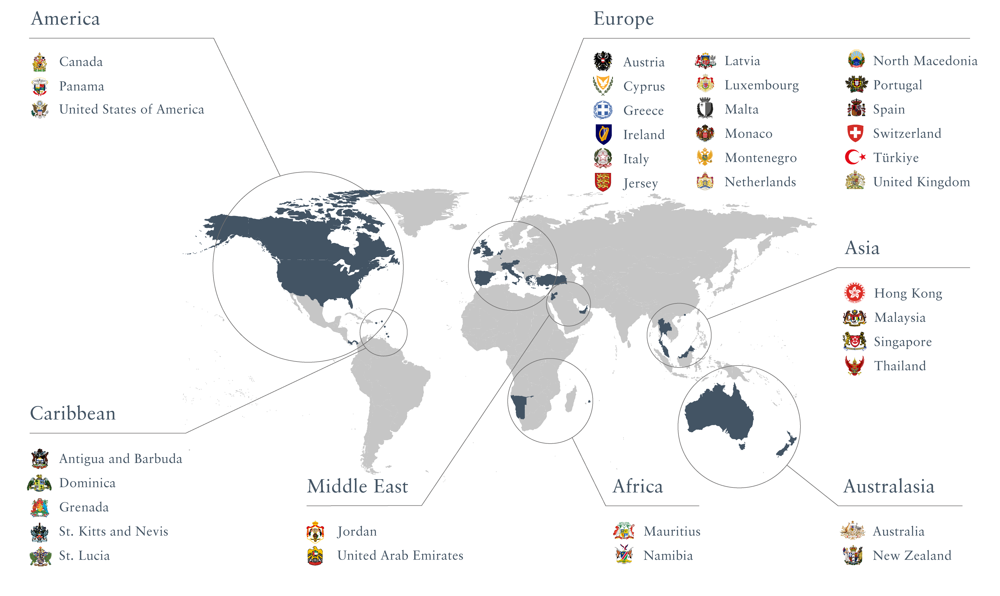 America
Canada
Panama
United States of America
Europe
Austria
Cyprus
Greece
Ireland
Italy
Jersey
Latvia
Luxembourg
Malta
Monaco
Montenegro
Netherlands
North Macedonia
Portugal
Spain
Switzerland
Türkiye
United Kingdom
Asia
Hong Kong
Malaysia
Singapore
Thailand
Caribbean
Antigua and Barbuda
Dominica
Grenada
St. Kitts and Nevis
St. Lucia
Middle East
Jordan
United Arab Emirates
Africa
Mauritius
Namibia
Australasia
Australia
New Zealand